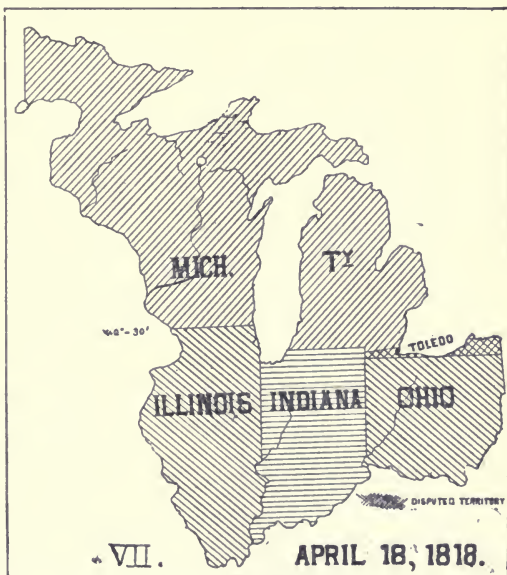 MICH. TY
42°-30'
TOLEDO
ILLINOIS INDIANA OHIO
DISPUTED TERRITORY
VII. APRIL 18, 1818.